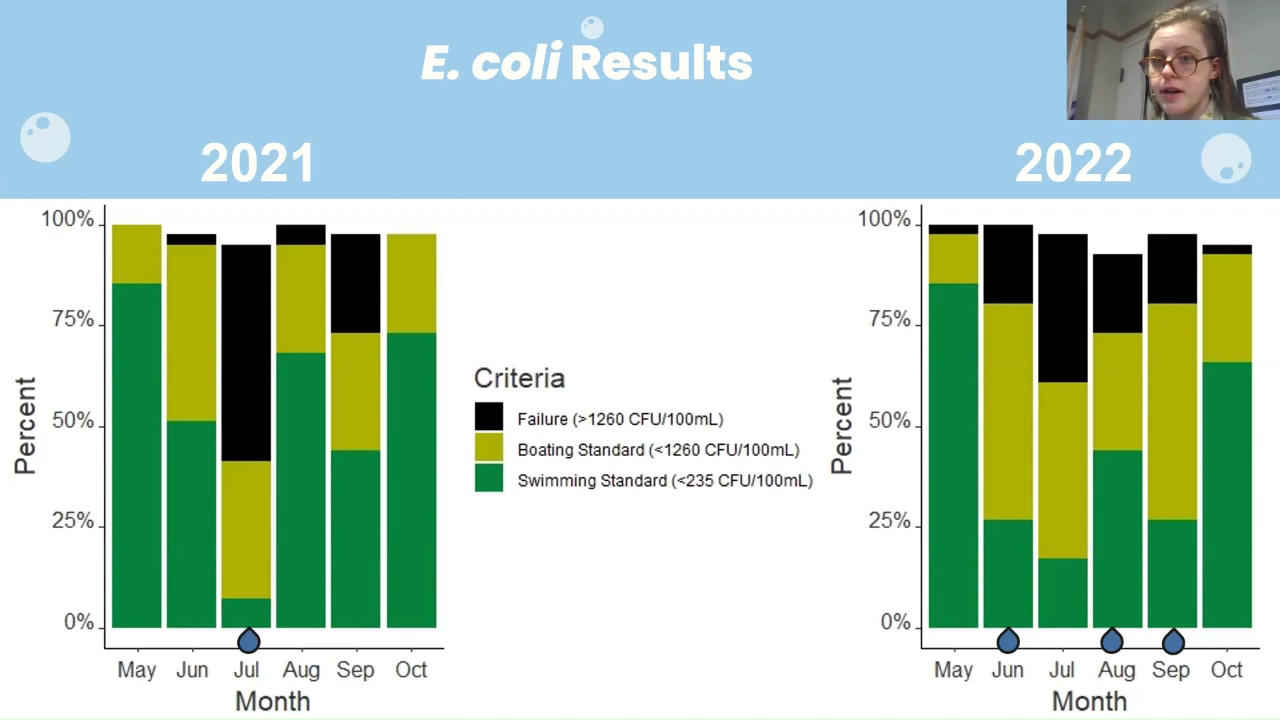 E. coli Results
2021
2022
100%
75%
50%
25%
0%
Percent
May Jun Jul Aug Sep Oct
Month
Criteria
Failure (>1260 CFU/100mL)
Boating Standard (<1260 CFU/100mL)
Swimming Standard (<235 CFU/100mL)
100%
75%
50%
25%
0%
Percent
May Jun Jul Aug Sep Oct
Month